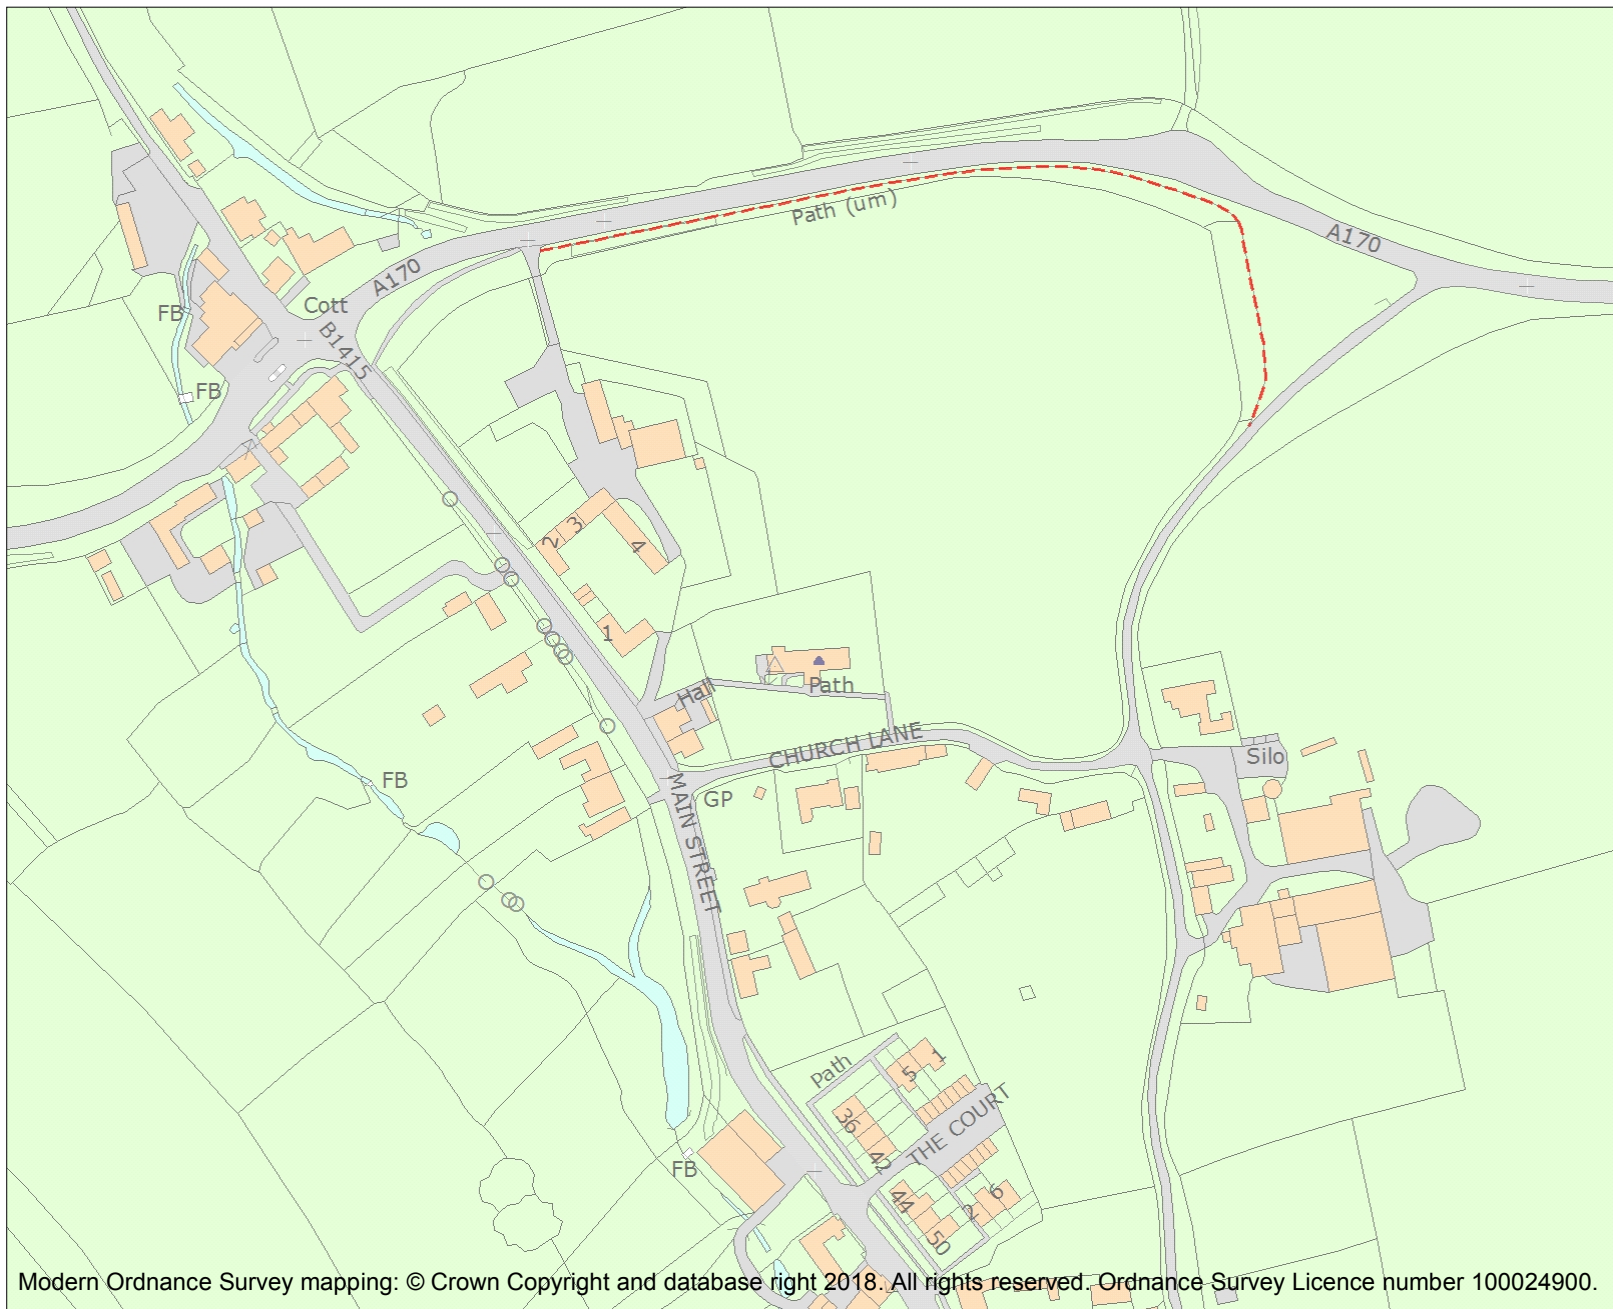 Path (um)
A170
A170
Cott
FB
B1415
FB
3
2
4
1
Hall
Path
CHURCH LANE
Silo
FB
GP
MAIN STREET
Path
1
5
36
THE COURT
42
FB
44
6
2
50
Modern Ordnance Survey mapping: © Crown Copyright and database right 2018. All rights reserved. Ordnance Survey Licence number 100024900.